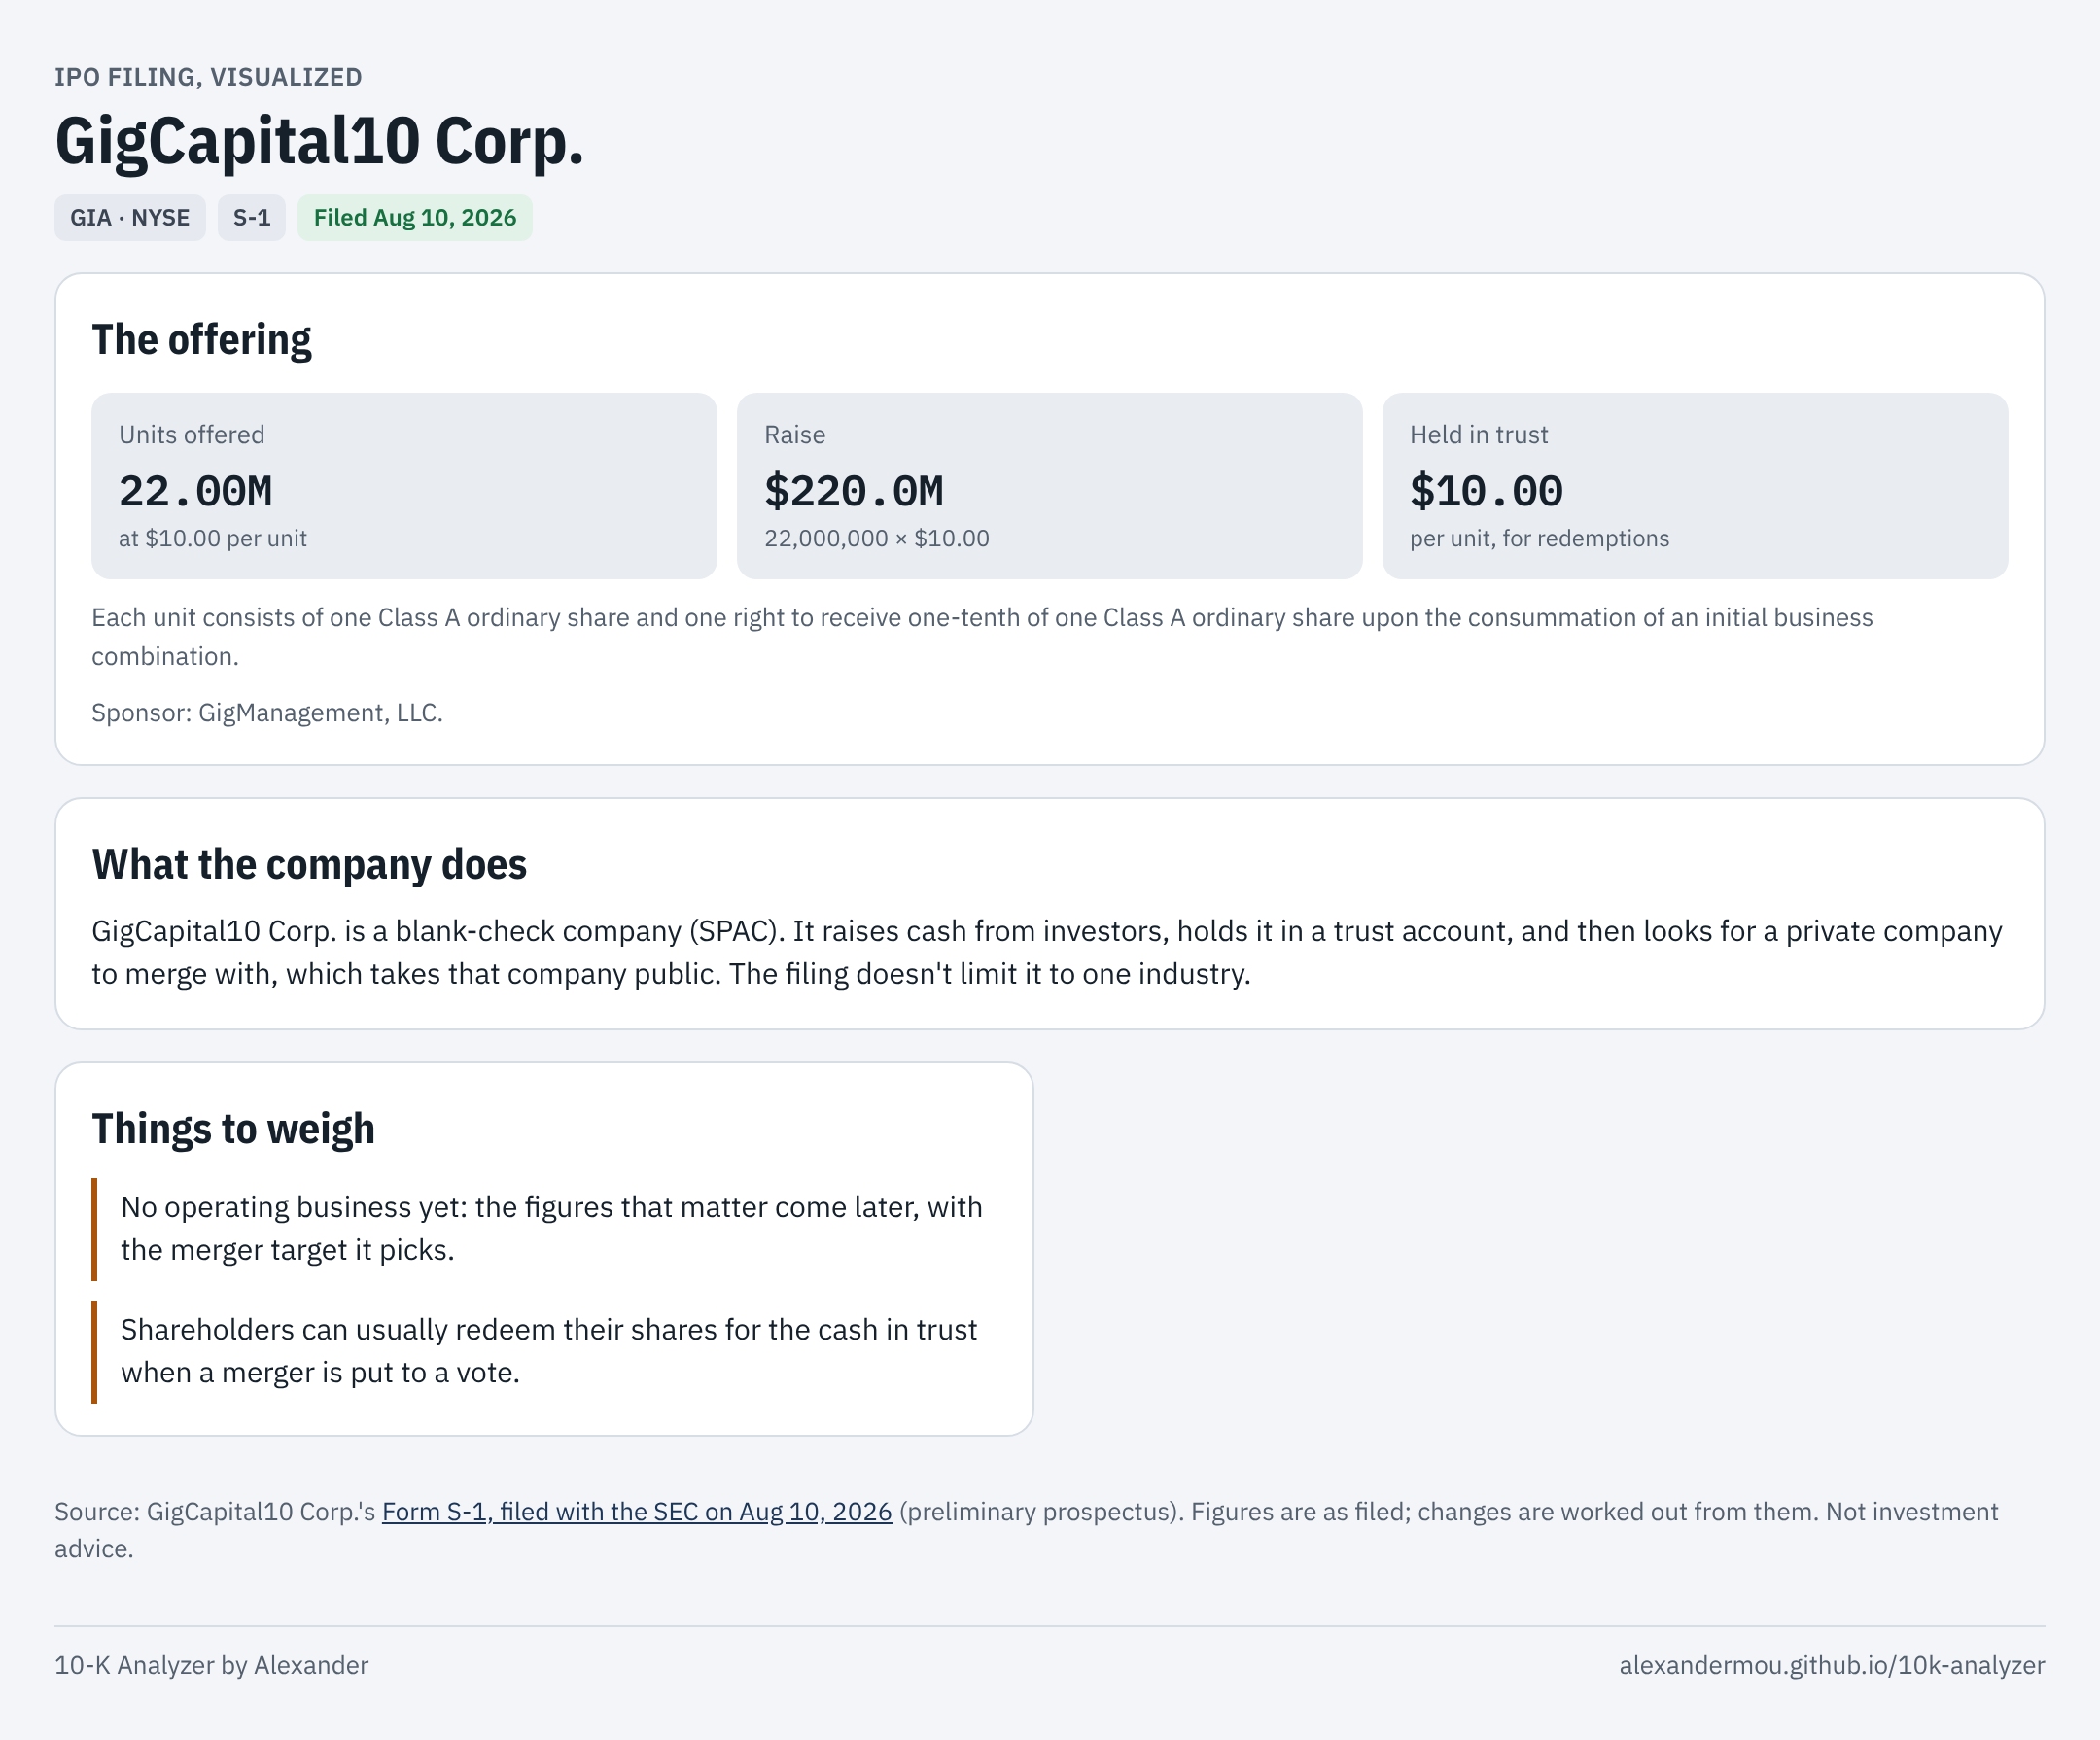 IPO FILING, VISUALIZED
GigCapital10 Corp.
GIA · NYSE S-1 Filed Aug 10, 2026
The offering
Units offered
22.00M
at $10.00 per unit
Raise
$220.0M
22,000,000 × $10.00
Held in trust
$10.00
per unit, for redemptions
Each unit consists of one Class A ordinary share and one right to receive one-tenth of one Class A ordinary share upon the consummation of an initial business
combination.
Sponsor: GigManagement, LLC.
What the company does
GigCapital10 Corp. is a blank-check company (SPAC). It raises cash from investors, holds it in a trust account, and then looks for a private company
to merge with, which takes that company public. The filing doesn't limit it to one industry.
Things to weigh
No operating business yet: the figures that matter come later, with
the merger target it picks.
Shareholders can usually redeem their shares for the cash in trust
when a merger is put to a vote.
Source: GigCapital10 Corp.'s Form S-1, filed with the SEC on Aug 10, 2026 (preliminary prospectus). Figures are as filed; changes are worked out from them. Not investment
advice.
10-K Analyzer by Alexander
alexandermou.github.io/10k-analyzer